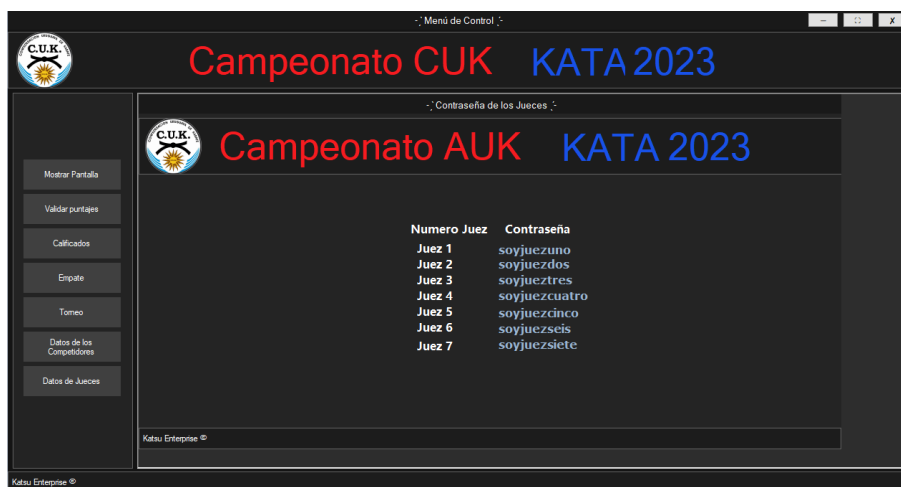 -,¨ Menú de Control ¸¨-
– X
C.U.K.
Campeonato CUK KATA 2023
-,¨ Contraseña de los Jueces ¸¨-
C.U.K.
Campeonato AUK KATA 2023
Mostrar Pantalla
Validar puntajes
Calificados
Empate
Torneo
Datos de los
Competidores
Datos de Jueces
Numero Juez Contraseña
Juez 1 soyjuezuno
Juez 2 soyjuezdos
Juez 3 soyjueztres
Juez 4 soyjuezcuatro
Juez 5 soyjuezcinco
Juez 6 soyjuezseis
Juez 7 soyjuezsiete
Katsu Enterprise ®
Katsu Enterprise ®